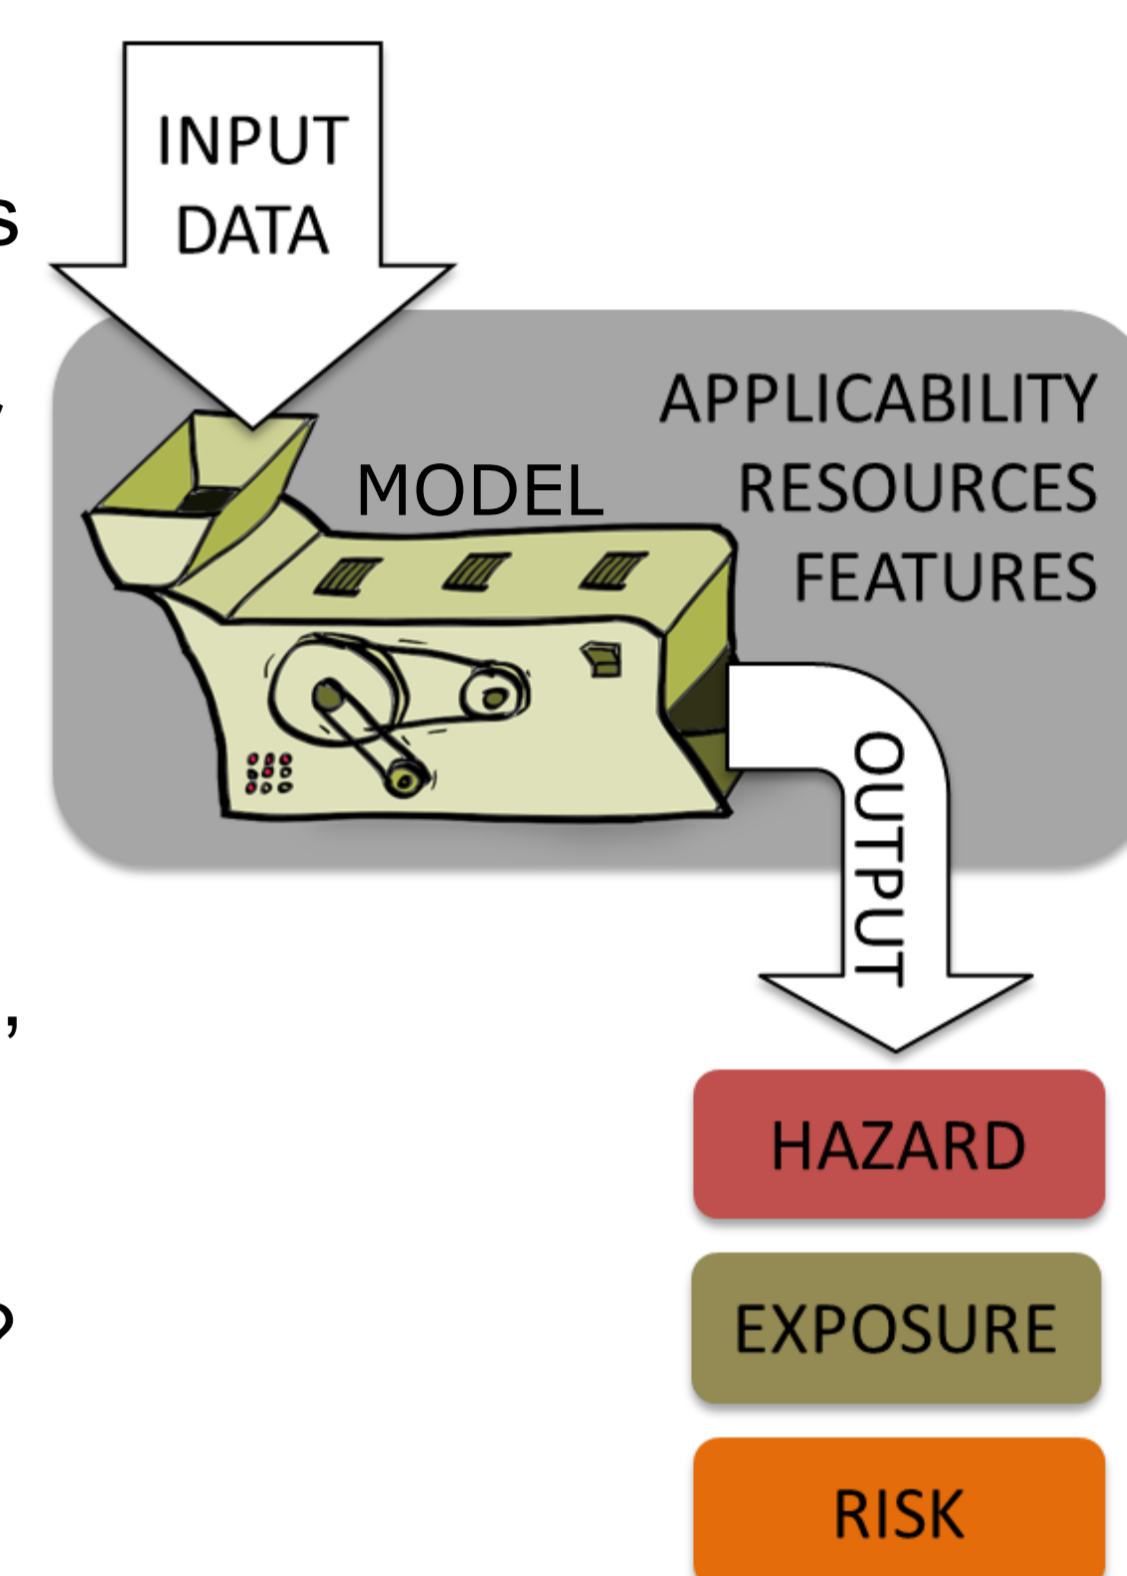 INPUT
DATA
s
APPLICABILITY
MODEL
RESOURCES
FEATURES
OUTPUT
,
HAZARD
?
EXPOSURE
RISK